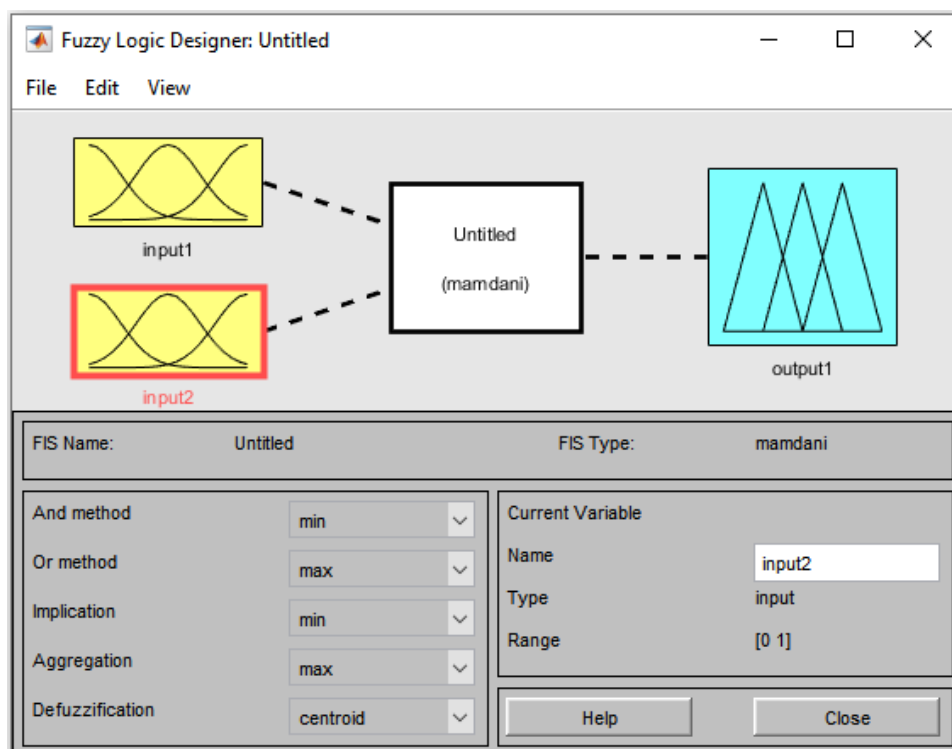 Fuzzy Logic Designer: Untitled
File Edit View
input1
input2
Untitled
(mamdani)
output1
FIS Name: Untitled FIS Type: mamdani
And method min
Or method max
Implication min
Aggregation max
Defuzzification centroid
Current Variable
Name input2
Type input
Range [0 1]
Help Close